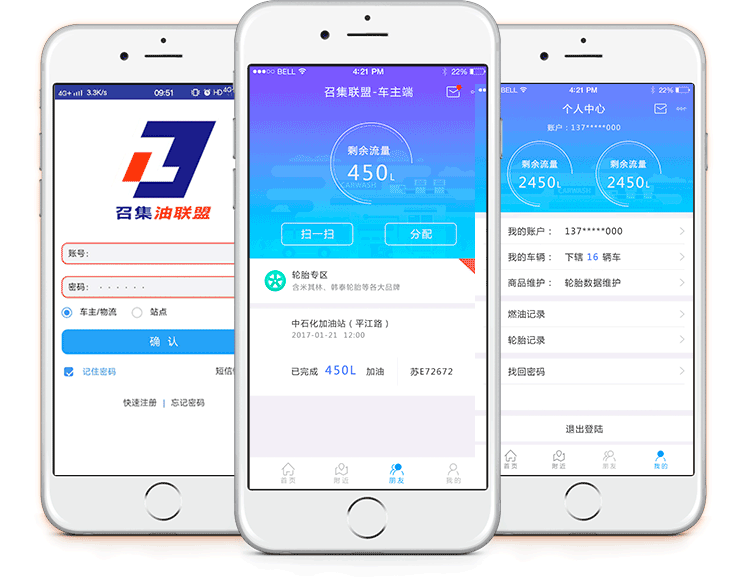 4G+ 3.3K/s 09:51 HD 4G
召集油联盟
账号：
密码：
车主/物流 站点
确 认
记住密码 短信
快速注册 | 忘记密码
BELL 4:21 PM 22%
召集联盟-车主端
剩余流量
450L
CARWASH
扫一扫 分配
轮胎专区
含米其林、韩泰轮胎等各大品牌
中石化加油站（平江路）
2017-01-21 12:00
已完成 450L 加油 苏E72672
首页 附近 朋友 我的
BELL 4:21 PM 22%
个人中心
账户：137*****000
剩余流量 剩余流量
2450L 2450L
我的账户： 137*****000
我的车辆： 下辖 16 辆车
商品维护： 轮胎数据维护
燃油记录
轮胎记录
找回密码
退出登陆
首页 附近 朋友 我的